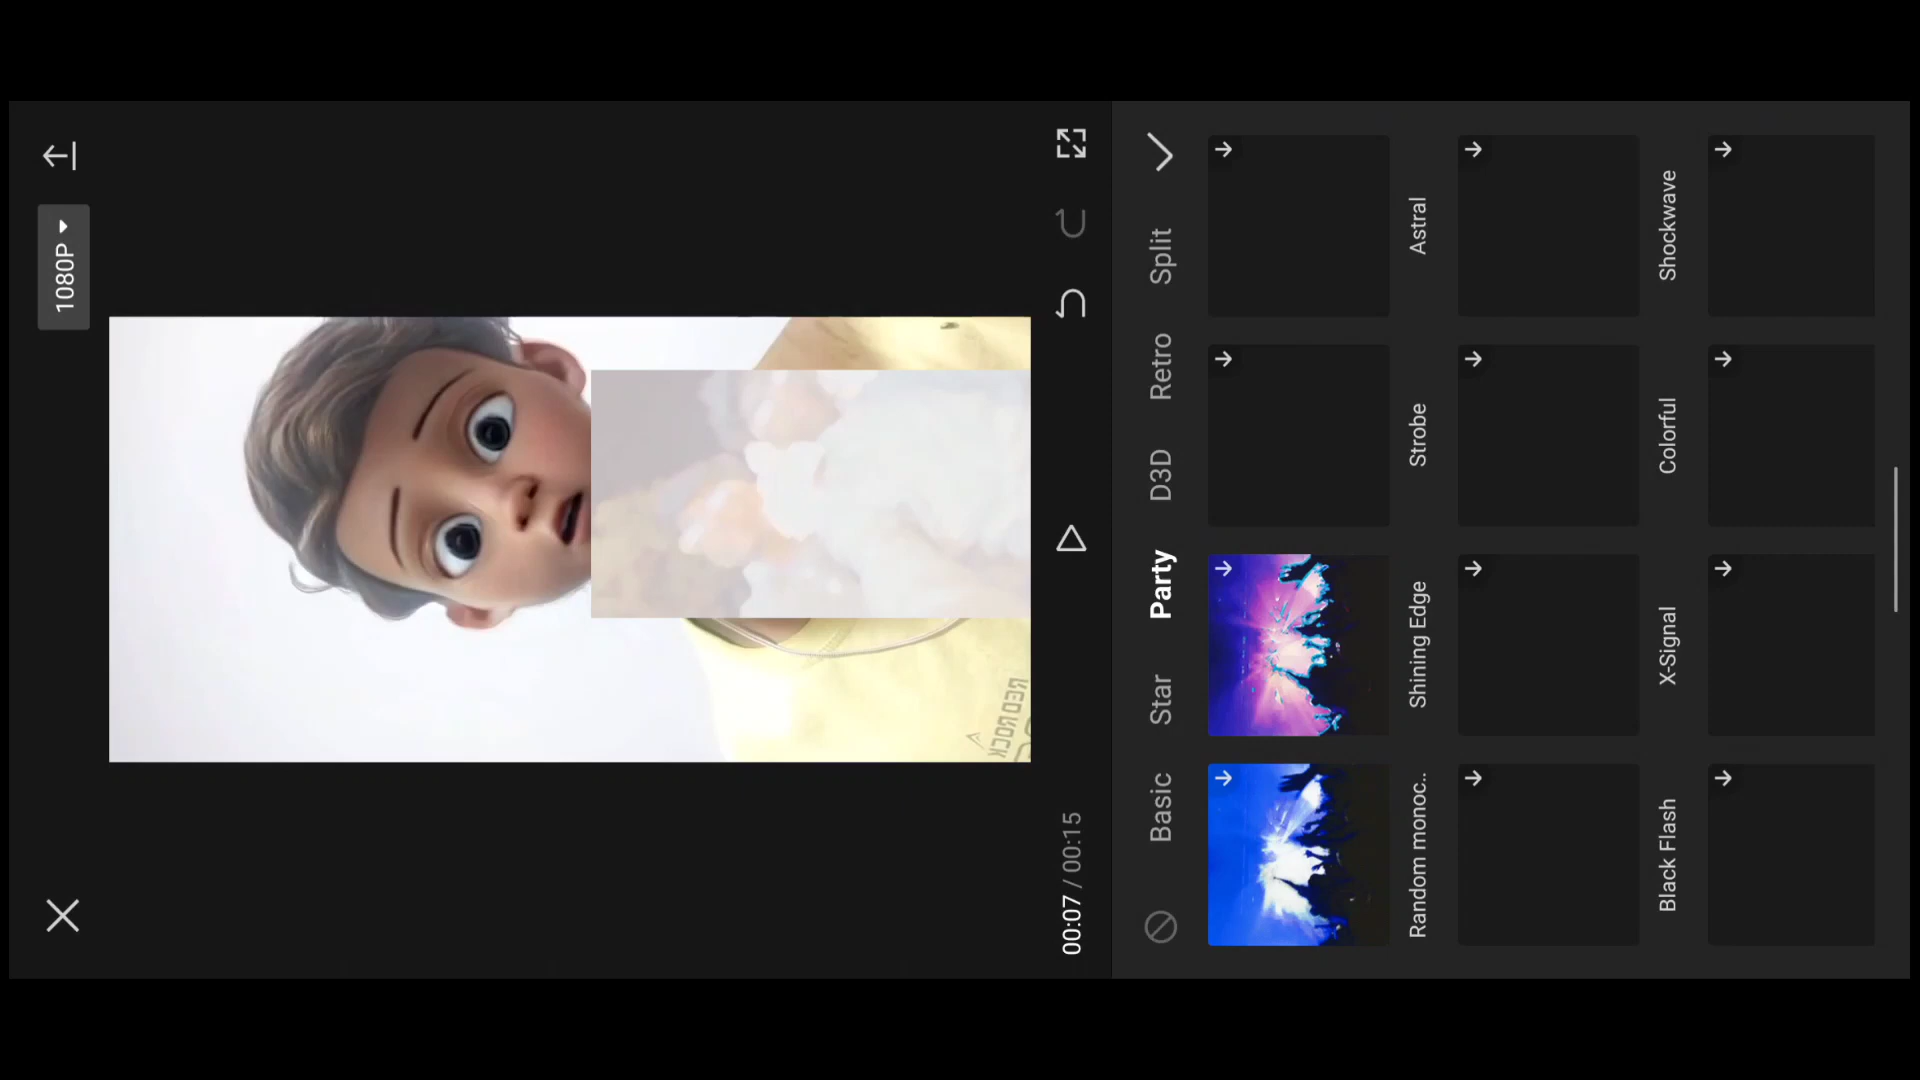 1080P
00:07 / 00:15
Basic Star Party D3D Retro Split
Random monoc.. Shining Edge Strobe Astral
Black Flash X-Signal Colorful Shockwave
REDROCK